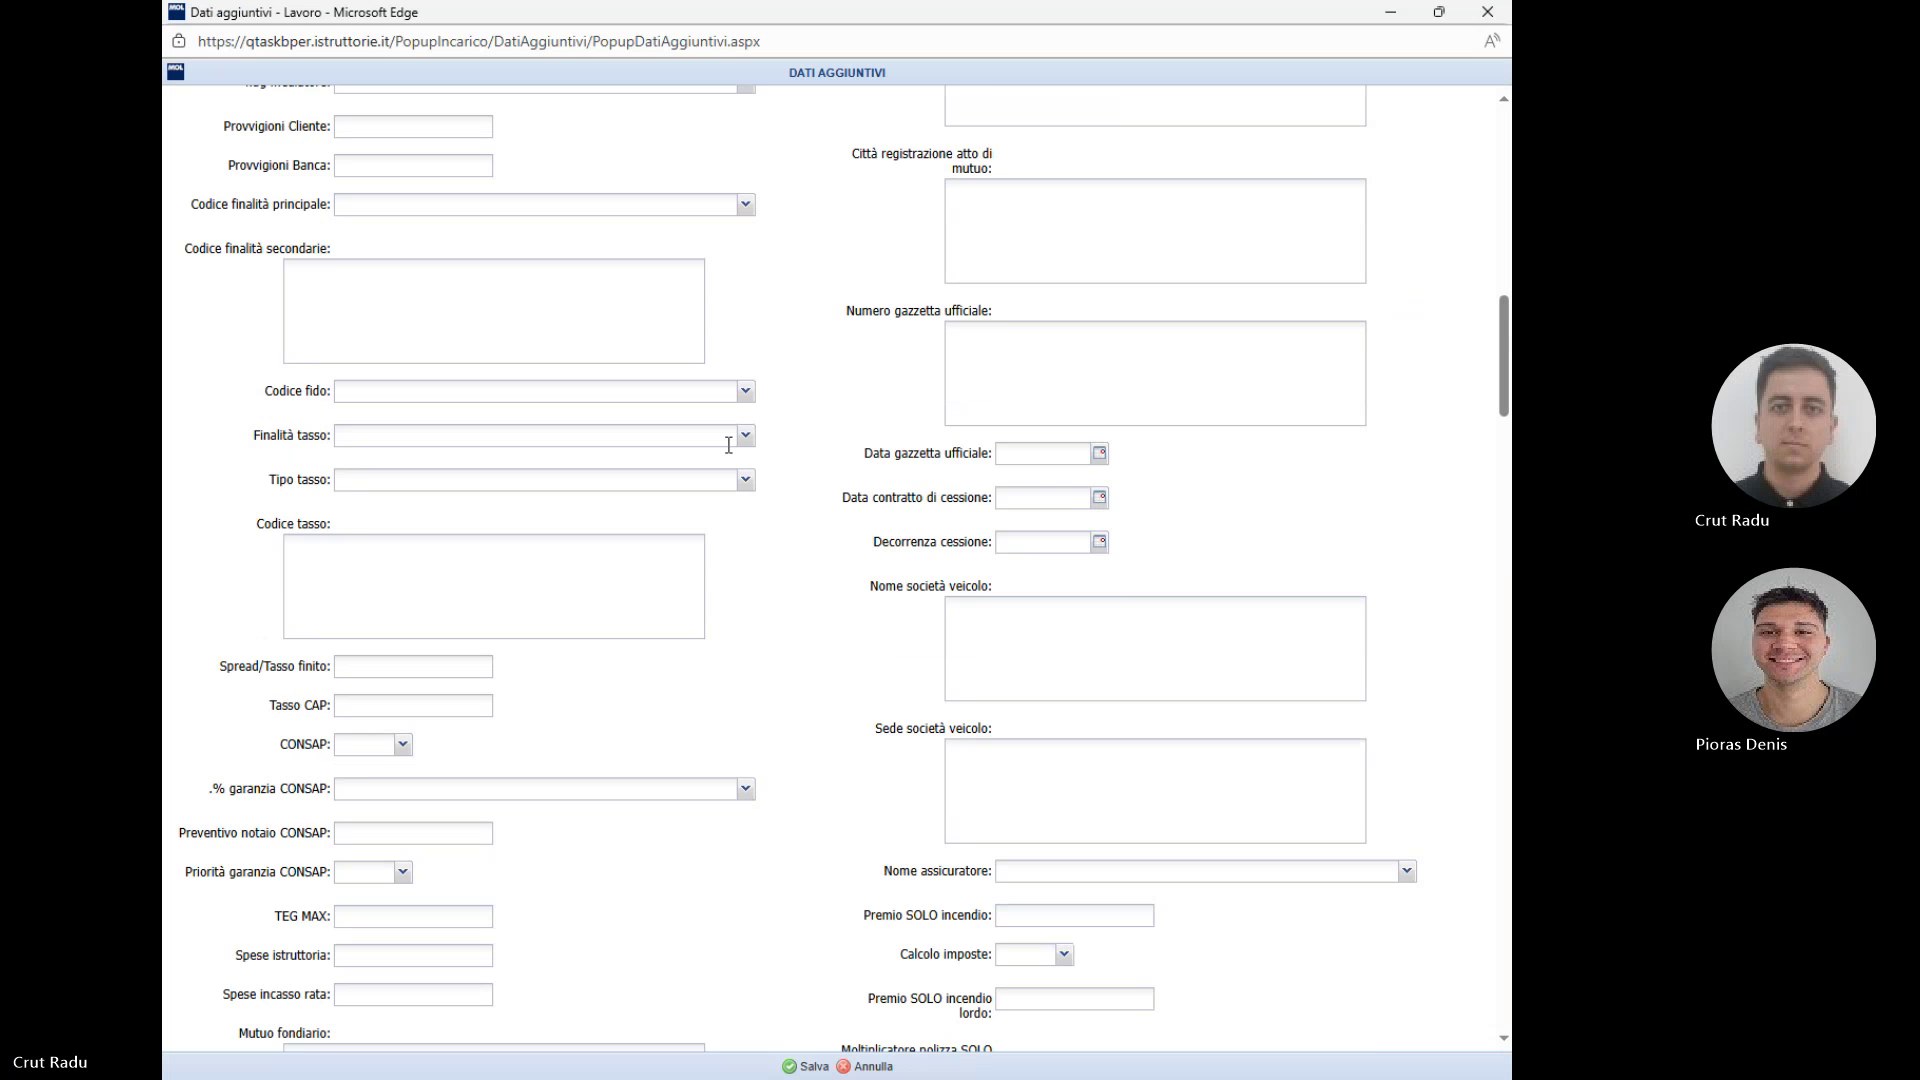 MOL Dati aggiuntivi - Lavoro - Microsoft Edge
https://qtaskbper.istruttorie.it/PopupIncarico/DatiAggiuntivi/PopupDatiAggiuntivi.aspx
MOL
DATI AGGIUNTIVI
Provvigioni Cliente:
Provvigioni Banca:
Codice finalità principale:
Codice finalità secondarie:
Codice fido:
Finalità tasso:
Tipo tasso:
Codice tasso:
Spread/Tasso finito:
Tasso CAP:
CONSAP:
.% garanzia CONSAP:
Preventivo notaio CONSAP:
Priorità garanzia CONSAP:
TEG MAX:
Spese istruttoria:
Spese incasso rata:
Mutuo fondiario:
Città registrazione atto di
mutuo:
Numero gazzetta ufficiale:
Data gazzetta ufficiale:
Data contratto di cessione:
Decorrenza cessione:
Nome società veicolo:
Sede società veicolo:
Nome assicuratore:
Premio SOLO incendio:
Calcolo imposte:
Premio SOLO incendio
lordo:
Moltiplicatore polizza SOLO
Salva Annulla
Crut Radu
Pioras Denis
Crut Radu